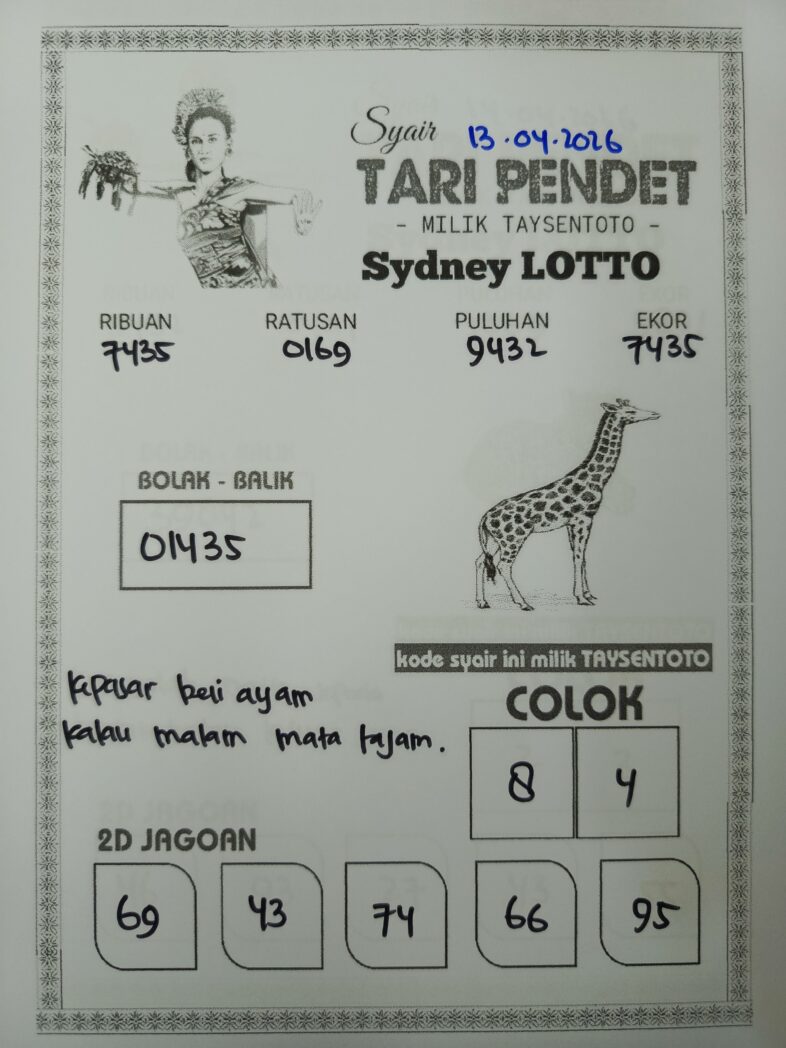 Syair 13.04.2026
TARI PENDET
- MILIK TAYSENTOTO -
Sydney LOTTO
RIBUAN RATUSAN PULUHAN EKOR
7435 0169 9432 7435
BOLAK - BALIK
01435
kode syair ini milik TAYSENTOTO
kepasar beli ayam
kalau malam mata tajam.
COLOK
8 4
2D JAGOAN
69 43 74 66 95